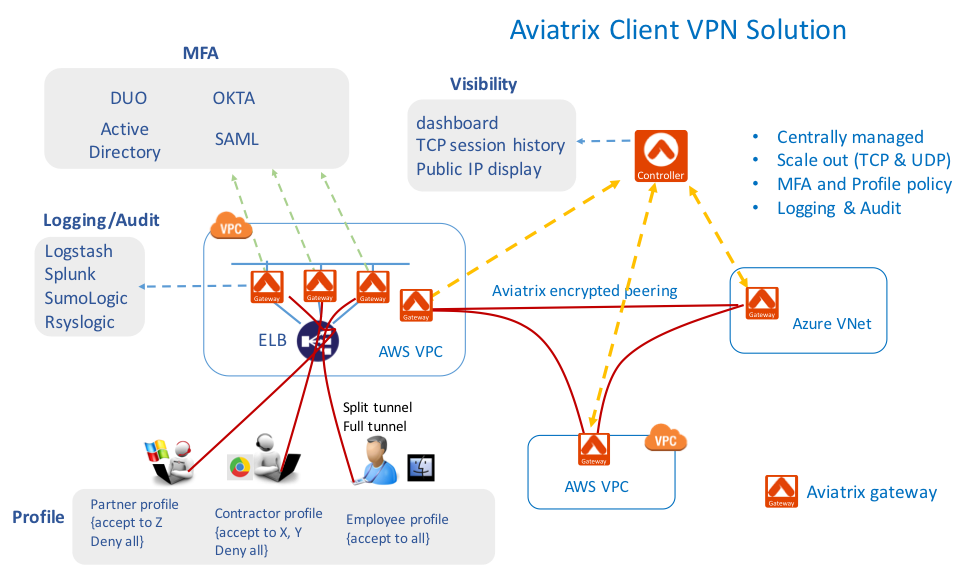 Aviatrix Client VPN Solution
MFA
DUO
OKTA
Active
Directory
SAML
Visibility
dashboard
TCP session history
Public IP display
Controller
• Centrally managed
• Scale out (TCP & UDP)
• MFA and Profile policy
• Logging & Audit
Logging/Audit
Logstash
Splunk
SumoLogic
Rsyslogic
VPC
Gateway
Gateway
Gateway
Gateway
ELB
AWS VPC
Aviatrix encrypted peering
Gateway
Azure VNet
Split tunnel
Full tunnel
Gateway
VPC
AWS VPC
Gateway
Aviatrix gateway
Profile
Partner profile
{accept to Z
Deny all}
Contractor profile
{accept to X, Y
Deny all}
Employee profile
{accept to all}